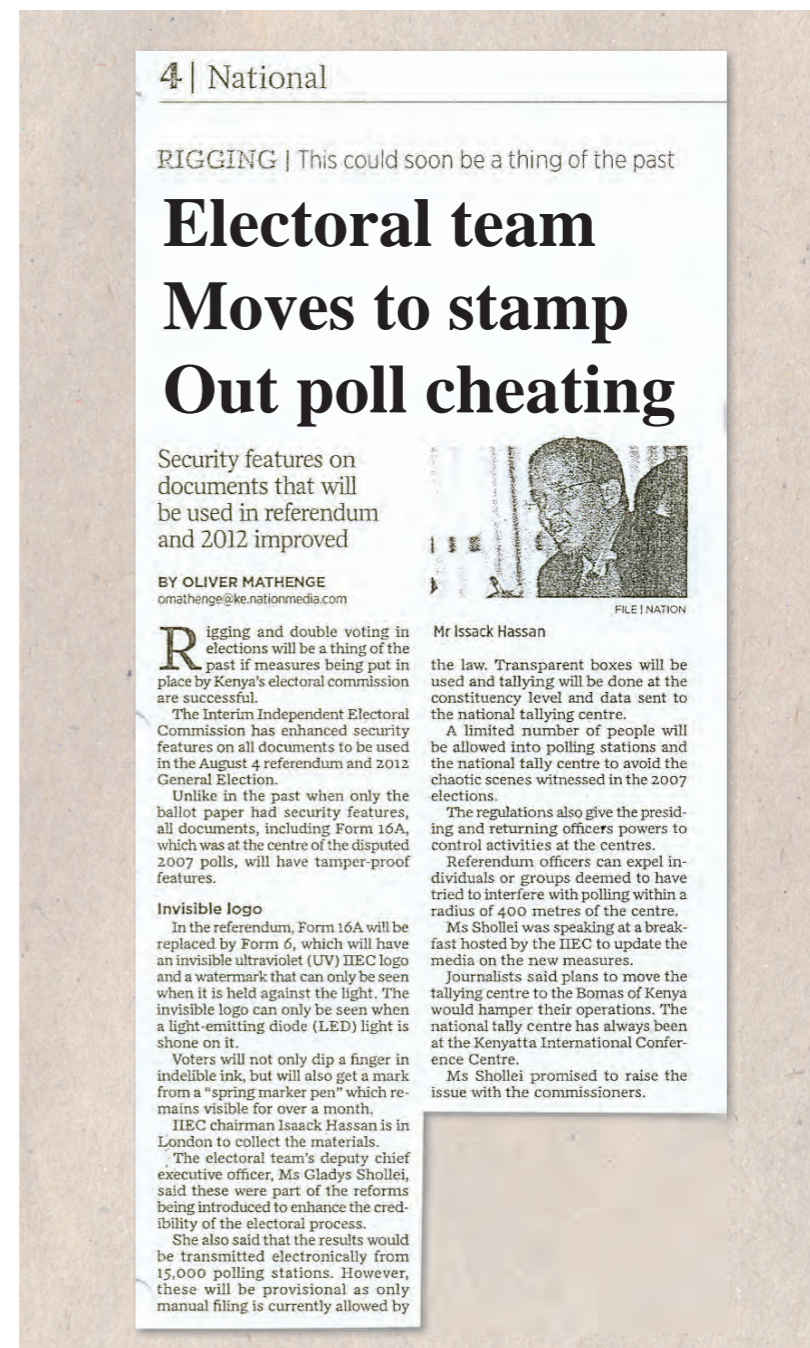 4 | National
RIGGING | This could soon be a thing of the past
Electoral team
Moves to stamp
Out poll cheating
Security features on
documents that will
be used in referendum
and 2012 improved
BY OLIVER MATHENGE
omathenge@ke.nationmedia.com
Rigging and double voting in
elections will be a thing of the
past if measures being put in
place by Kenya's electoral commission
are successful.
The Interim Independent Electoral
Commission has enhanced security
features on all documents to be used
in the August 4 referendum and 2012
General Election.
Unlike in the past when only the
ballot paper had security features,
all documents, including Form 16A,
which was at the centre of the disputed
2007 polls, will have tamper-proof
features.
Invisible logo
In the referendum, Form 16A will be
replaced by Form 6, which will have
an invisible ultraviolet (UV) IIEC logo
and a watermark that can only be seen
when it is held against the light. The
invisible logo can only be seen when
a light-emitting diode (LED) light is
shone on it.
Voters will not only dip a finger in
indelible ink, but will also get a mark
from a "spring marker pen" which re-
mains visible for over a month.
IIEC chairman Isaack Hassan is in
London to collect the materials.
The electoral team's deputy chief
executive officer, Ms Gladys Shollei,
said these were part of the reforms
being introduced to enhance the cred-
ibility of the electoral process.
She also said that the results would
be transmitted electronically from
15,000 polling stations. However,
these will be provisional as only
manual filing is currently allowed by
FILE | NATION
Mr Issack Hassan
the law. Transparent boxes will be
used and tallying will be done at the
constituency level and data sent to
the national tallying centre.
A limited number of people will
be allowed into polling stations and
the national tally centre to avoid the
chaotic scenes witnessed in the 2007
elections.
The regulations also give the presid-
ing and returning officers powers to
control activities at the centres.
Referendum officers can expel in-
dividuals or groups deemed to have
tried to interfere with polling within a
radius of 400 metres of the centre.
Ms Shollei was speaking at a break-
fast hosted by the IIEC to update the
media on the new measures.
Journalists said plans to move the
tallying centre to the Bomas of Kenya
would hamper their operations. The
national tally centre has always been
at the Kenyatta International Confer-
ence Centre.
Ms Shollei promised to raise the
issue with the commissioners.